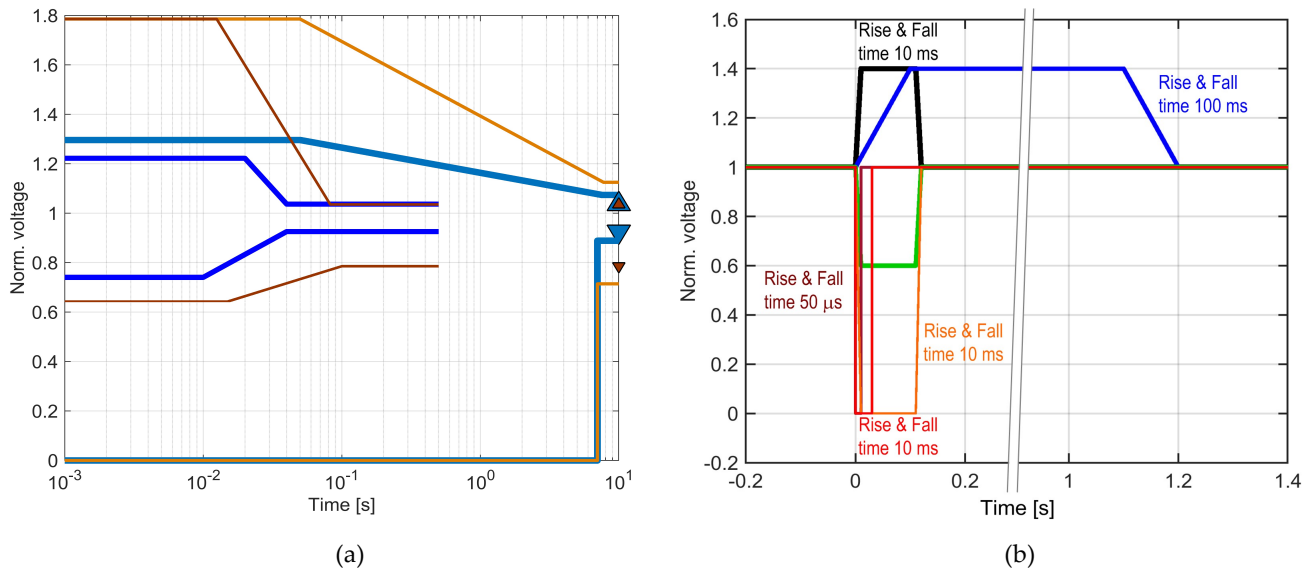 1.8
1.6
1.4
1.2
1
0.8
0.6
0.4
0.2
0
Norm. voltage
10⁻³
10⁻²
10⁻¹
10⁰
10¹
Time [s]
(a)
1.6
1.4
1.2
1
0.8
0.6
0.4
0.2
0
-0.2
Norm. voltage
Rise & Fall
time 10 ms
Rise & Fall
time 100 ms
Rise & Fall
time 50 μs
Rise & Fall
time 10 ms
Rise & Fall
time 10 ms
-0.2
0
0.2
1
1.2
1.4
Time [s]
(b)